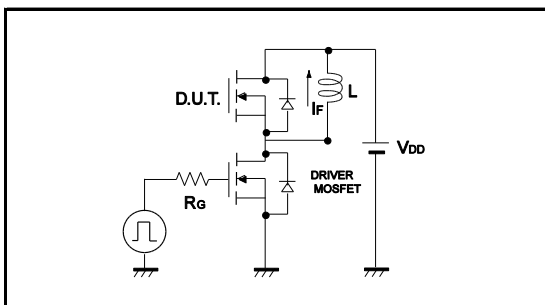 D.U.T.
IF
L
VDD
DRIVER
MOSFET
RG